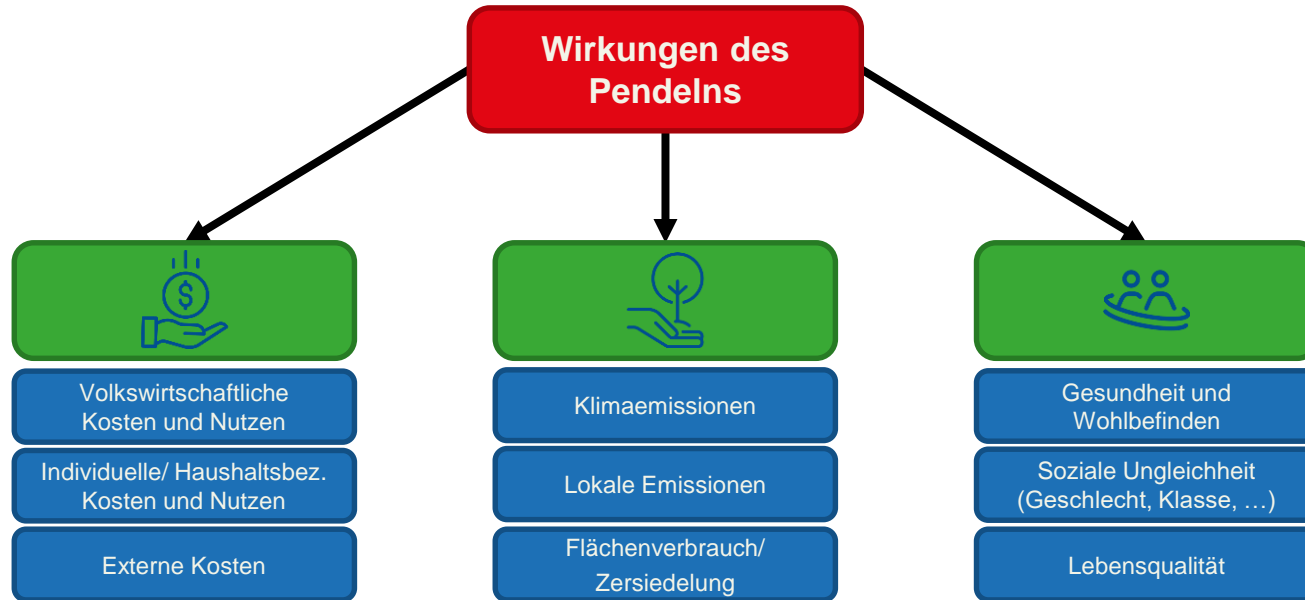 Wirkungen des
Pendelns
$
Volkswirtschaftliche
Kosten und Nutzen
Individuelle/ Haushaltsbez.
Kosten und Nutzen
Externe Kosten
Klimaemissionen
Lokale Emissionen
Flächenverbrauch/
Zersiedelung
Gesundheit und
Wohlbefinden
Soziale Ungleichheit
(Geschlecht, Klasse, …)
Lebensqualität